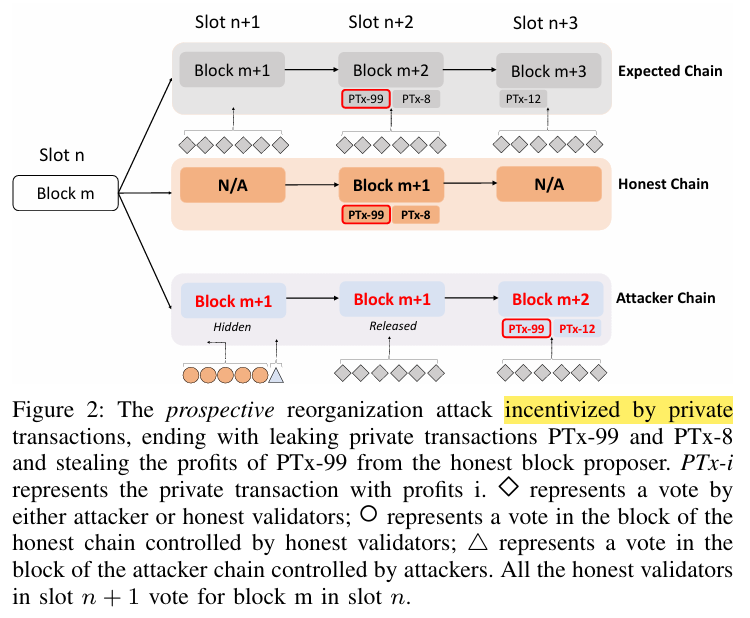 Slot n+1 Slot n+2 Slot n+3
Block m+1 Block m+2 Block m+3 Expected Chain
PTx-99 PTx-8 PTx-12
Slot n
Block m
N/A Block m+1 N/A Honest Chain
PTx-99 PTx-8
Block m+1 Block m+1 Block m+2 Attacker Chain
Hidden Released PTx-99 PTx-12
Figure 2: The prospective reorganization attack incentivized by private
transactions, ending with leaking private transactions PTx-99 and PTx-8
and stealing the profits of PTx-99 from the honest block proposer. PTx-i
represents the private transaction with profits i. ◇ represents a vote by
either attacker or honest validators; ○ represents a vote in the block of the
honest chain controlled by honest validators; △ represents a vote in the
block of the attacker chain controlled by attackers. All the honest validators
in slot n + 1 vote for block m in slot n.